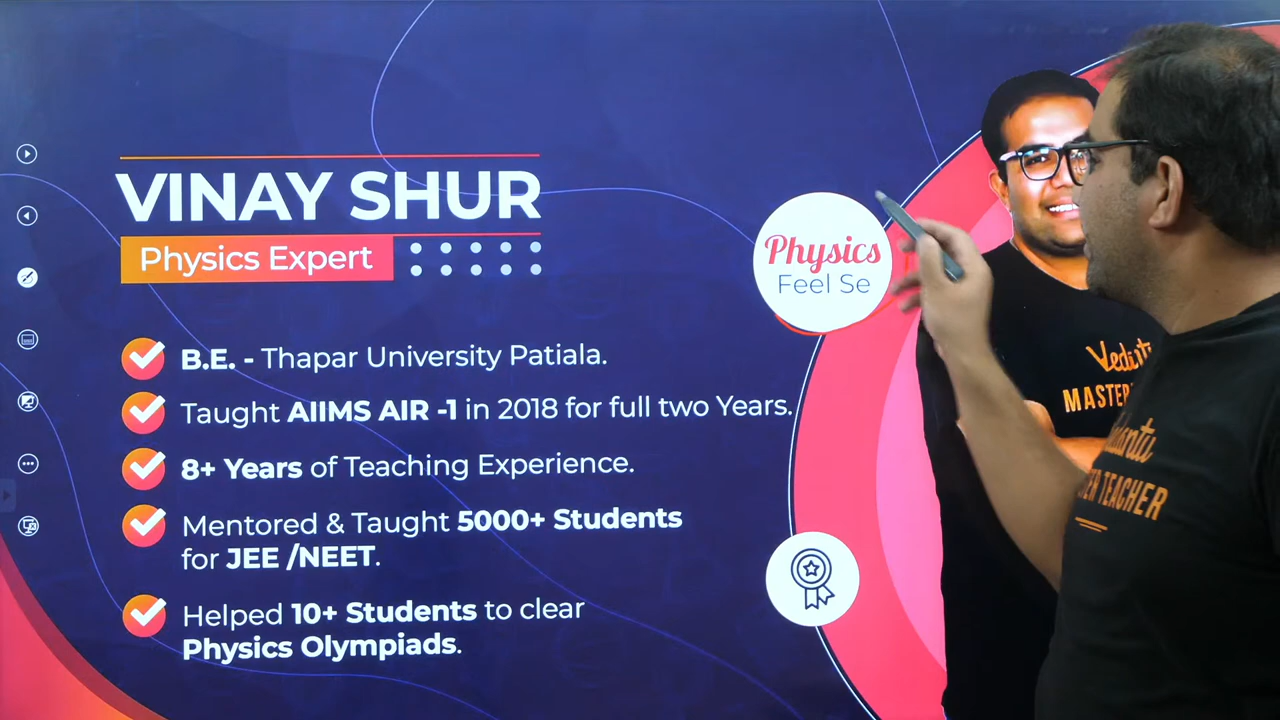 VINAY SHUR
Physics Expert
Physics
Feel Se
B.E. - Thapar University Patiala.
Taught AIIMS AIR -1 in 2018 for full two Years.
8+ Years of Teaching Experience.
Mentored & Taught 5000+ Students
for JEE /NEET.
Helped 10+ Students to clear
Physics Olympiads.
TEACHER